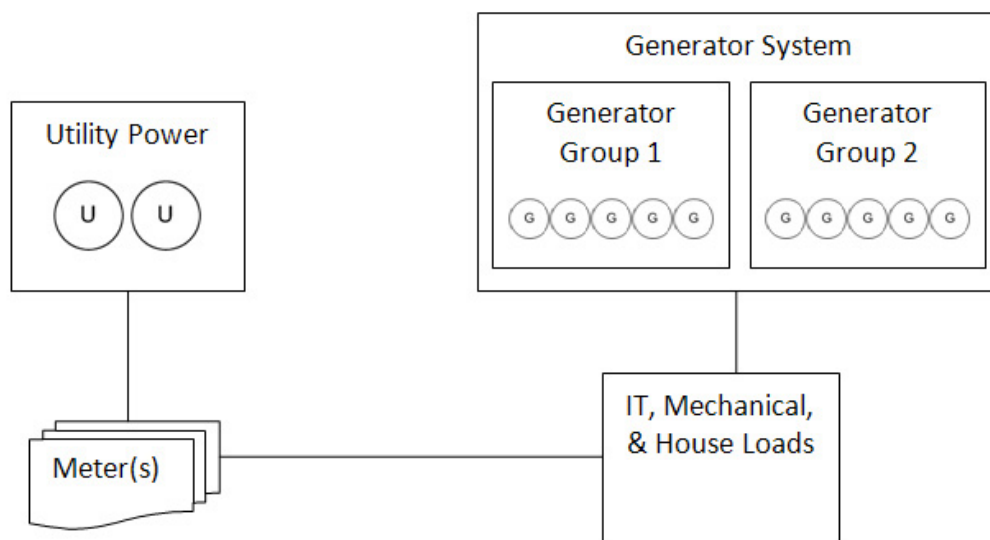 Generator System
Utility Power
U U
Generator
Group 1
G G G G G
Generator
Group 2
G G G G G
Meter(s)
IT, Mechanical,
& House Loads